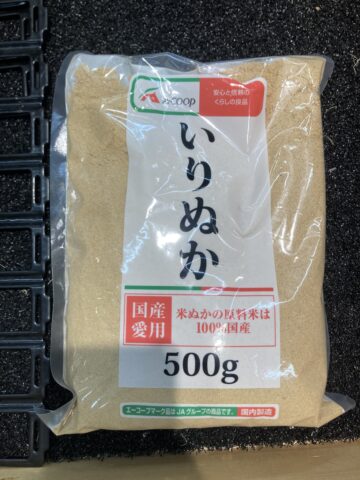 A-COOP
安心と信頼の
くらしの良品
いりぬか
国産
愛用
米ぬかの原料米は
100%国産
500g
エーコープマーク品はJAグループの商品です。
国内製造